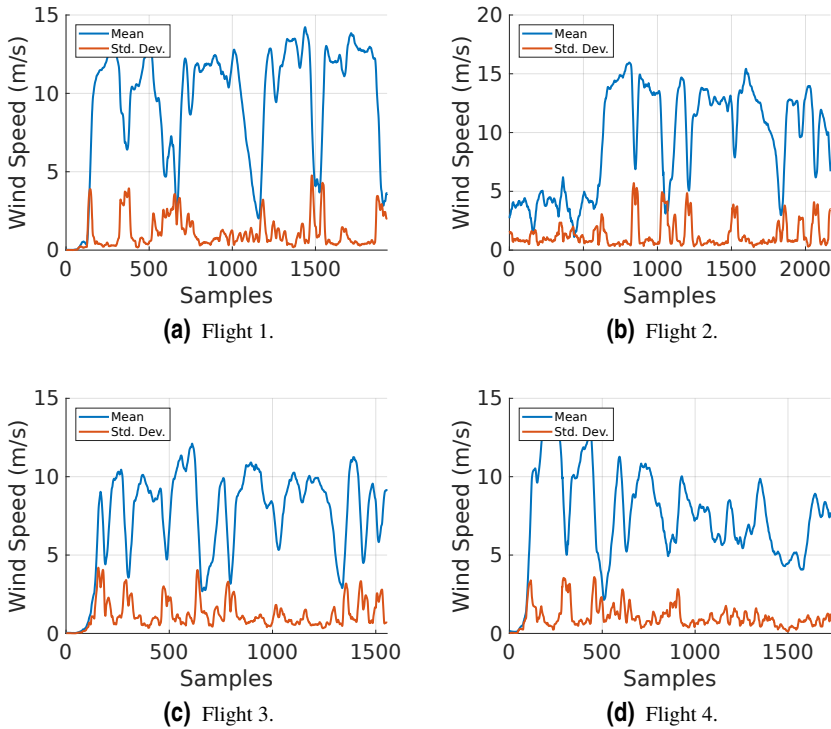 15
10
5
0
Wind Speed (m/s)
Mean
Std. Dev.
0 500 1000 1500
Samples
(a) Flight 1.
20
15
10
5
0
Wind Speed (m/s)
Mean
Std. Dev.
0 500 1000 1500 2000
Samples
(b) Flight 2.
15
10
5
0
Wind Speed (m/s)
Mean
Std. Dev.
0 500 1000 1500
Samples
(c) Flight 3.
15
10
5
0
Wind Speed (m/s)
Mean
Std. Dev.
0 500 1000 1500
Samples
(d) Flight 4.